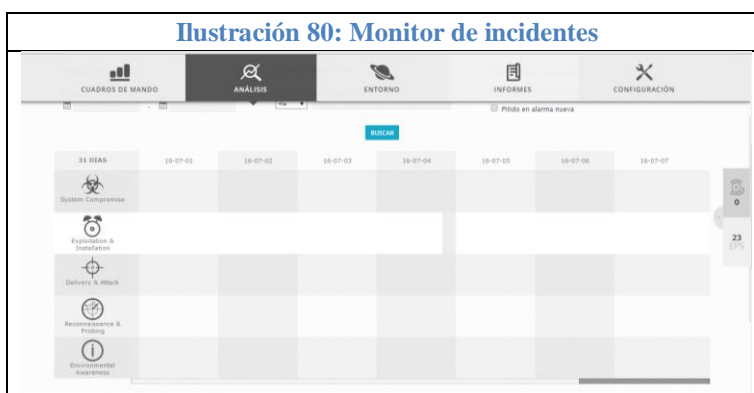 Ilustración 80: Monitor de incidentes
CUADROS DE MANDO
ANÁLISIS
ENTORNO
INFORMES
CONFIGURACIÓN
Pitido en alarma nueva
BUSCAR
31 DIAS 16-07-01 16-07-02 16-07-03 16-07-04 16-07-05 16-07-06 16-07-07
System Compromise
Exploitation &
Installation
Delivery & Attack
Reconnaissance &
Probing
Environmental
Awareness
0
23
EPS